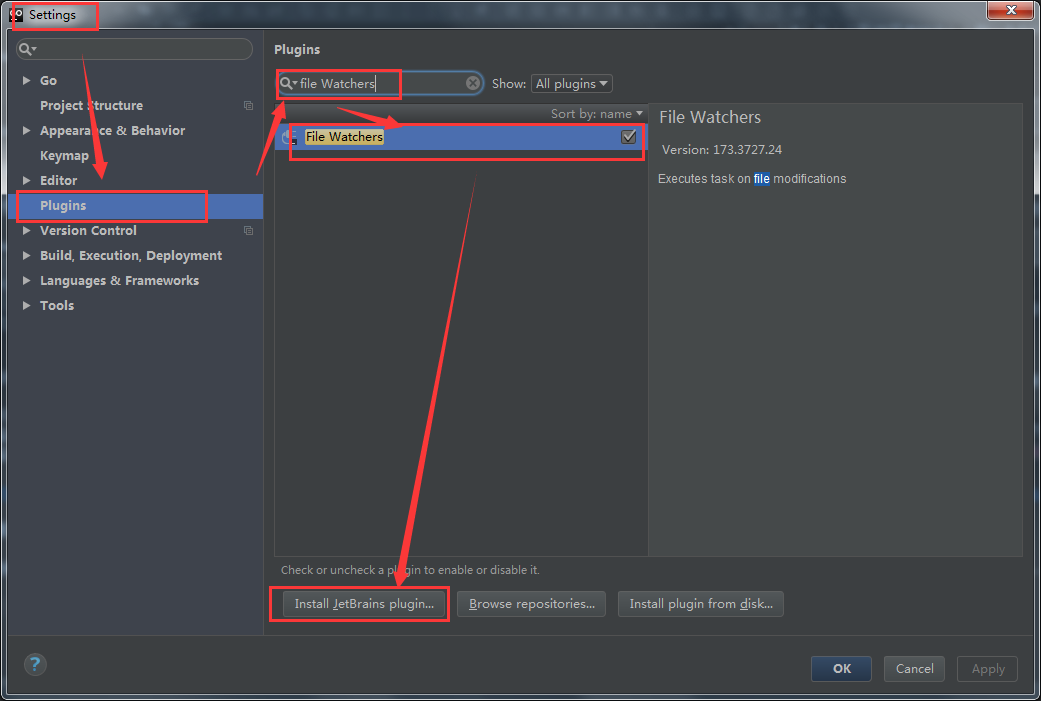 Settings
Plugins
file Watchers
Show: All plugins
Go
Project Structure
Appearance & Behavior
Keymap
Editor
Plugins
Version Control
Build, Execution, Deployment
Languages & Frameworks
Tools
Sort by: name
File Watchers
File Watchers
Version: 173.3727.24
Executes task on file modifications
Check or uncheck a plugin to enable or disable it.
Install JetBrains plugin...
Browse repositories...
Install plugin from disk...
?
OK
Cancel
Apply